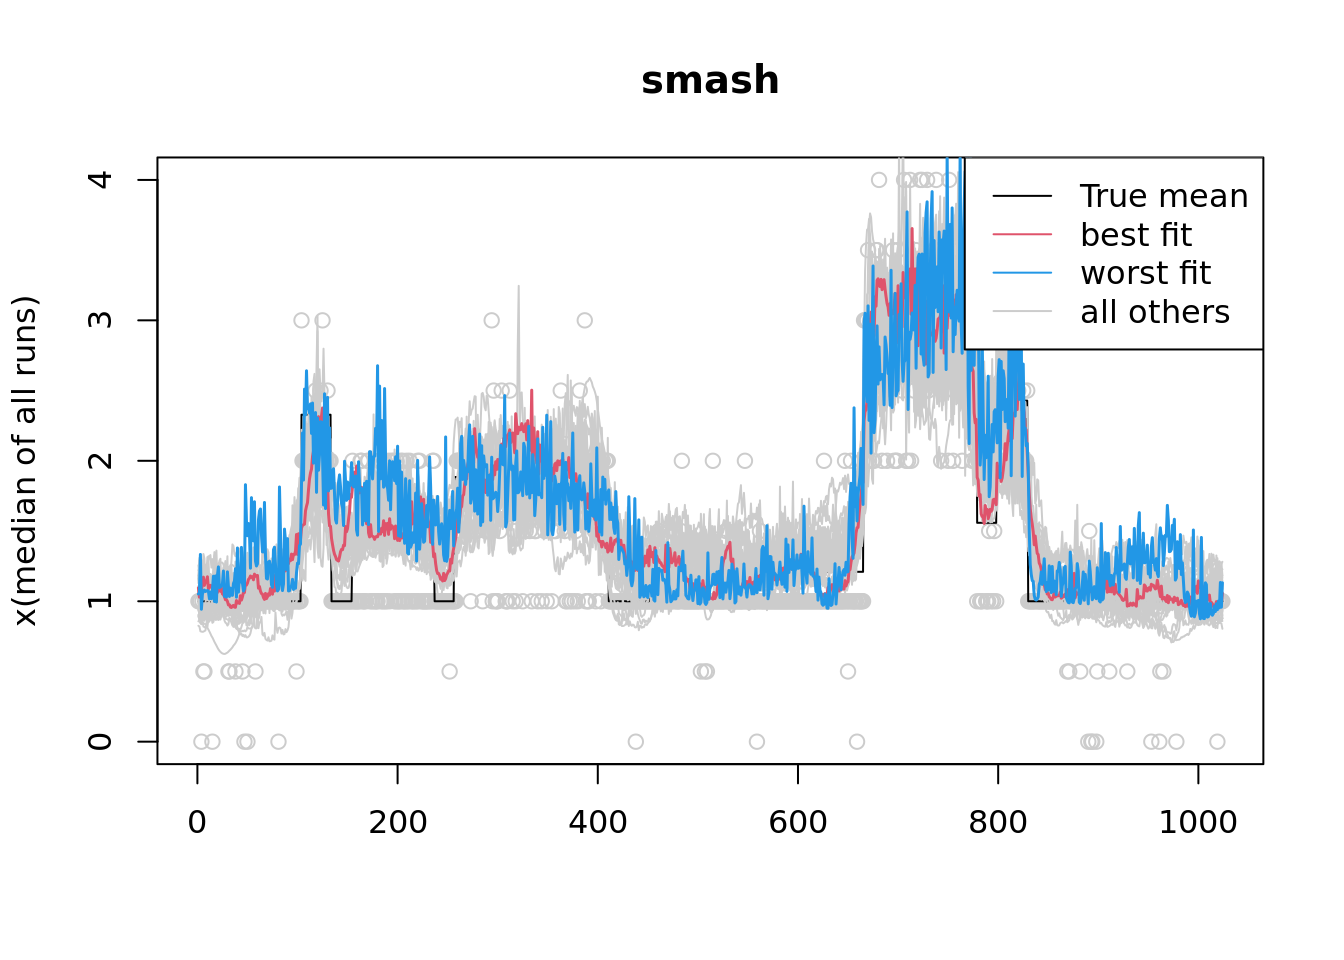 smash
x(median of all runs)
4
3
2
1
0
True mean
best fit
worst fit
all others
0 200 400 600 800 1000